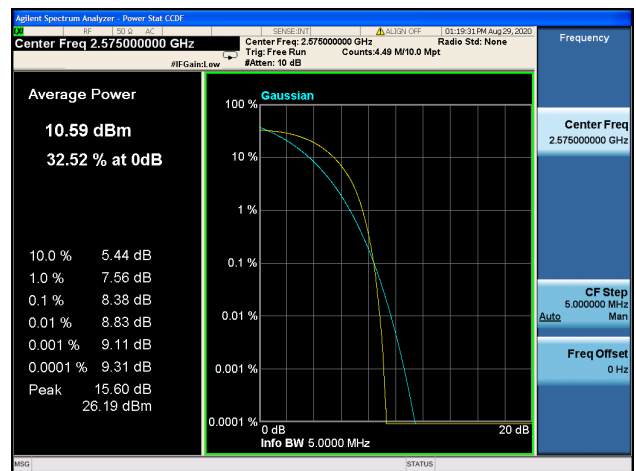 Agilent Spectrum Analyzer - Power Stat CCDF
RF 50 Ω AC SENSE:INT ALIGN OFF 01:19:31 PM Aug 29, 2020
Center Freq 2.575000000 GHz
Center Freq: 2.575000000 GHz Radio Std: None
Trig: Free Run Counts:4.49 M/10.0 Mpt
#IFGain:Low #Atten: 10 dB
Frequency
Average Power
10.59 dBm
32.52 % at 0dB
10.0 % 5.44 dB
1.0 % 7.56 dB
0.1 % 8.38 dB
0.01 % 8.83 dB
0.001 % 9.11 dB
0.0001 % 9.31 dB
Peak 15.60 dB
26.19 dBm
Gaussian
100 %
10 %
1 %
0.1 %
0.01 %
0.001 %
0.0001 %
0 dB 20 dB
Info BW 5.0000 MHz
Center Freq
2.575000000 GHz
CF Step
5.000000 MHz
Auto Man
Freq Offset
0 Hz
MSG STATUS